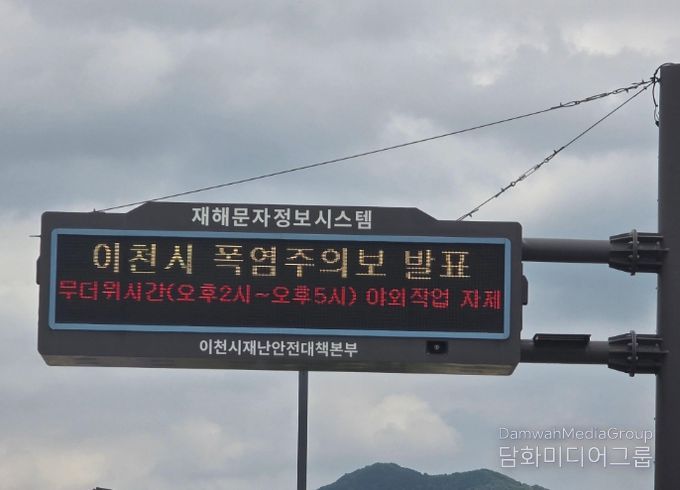 재해문자정보시스템
이천시 폭염주의보 발표
무더위시간(오후2시~오후5시) 야외작업 자제
이천시재난안전대책본부
DamwahMediaGroup
담화미디어그룹